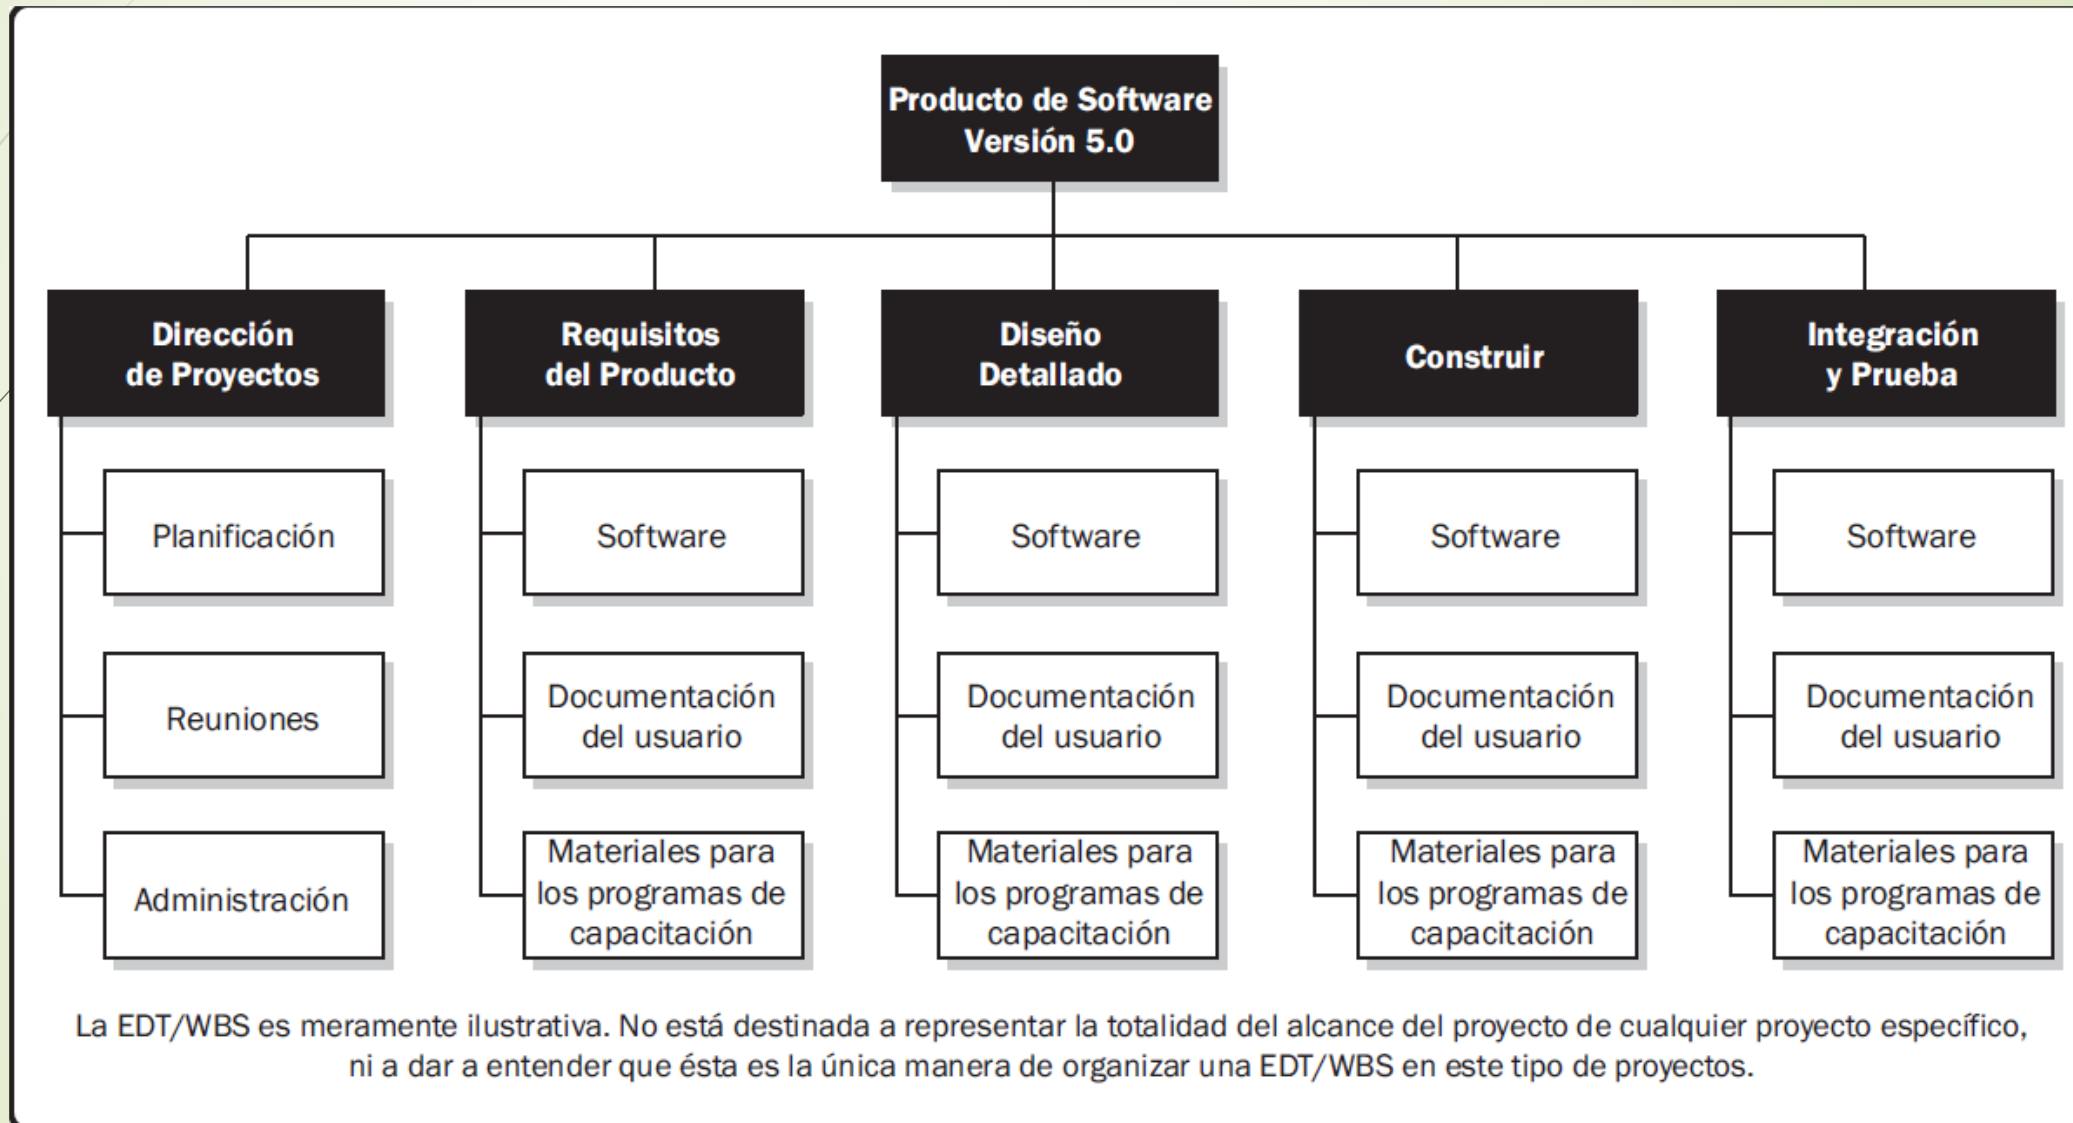 Producto de Software
Versión 5.0
Dirección
de Proyectos
Planificación
Reuniones
Administración
Requisitos
del Producto
Software
Documentación
del usuario
Materiales para
los programas de
capacitación
Diseño
Detallado
Software
Documentación
del usuario
Materiales para
los programas de
capacitación
Construir
Software
Documentación
del usuario
Materiales para
los programas de
capacitación
Integración
y Prueba
Software
Documentación
del usuario
Materiales para
los programas de
capacitación
La EDT/WBS es meramente ilustrativa. No está destinada a representar la totalidad del alcance del proyecto de cualquier proyecto específico,
ni a dar a entender que ésta es la única manera de organizar una EDT/WBS en este tipo de proyectos.